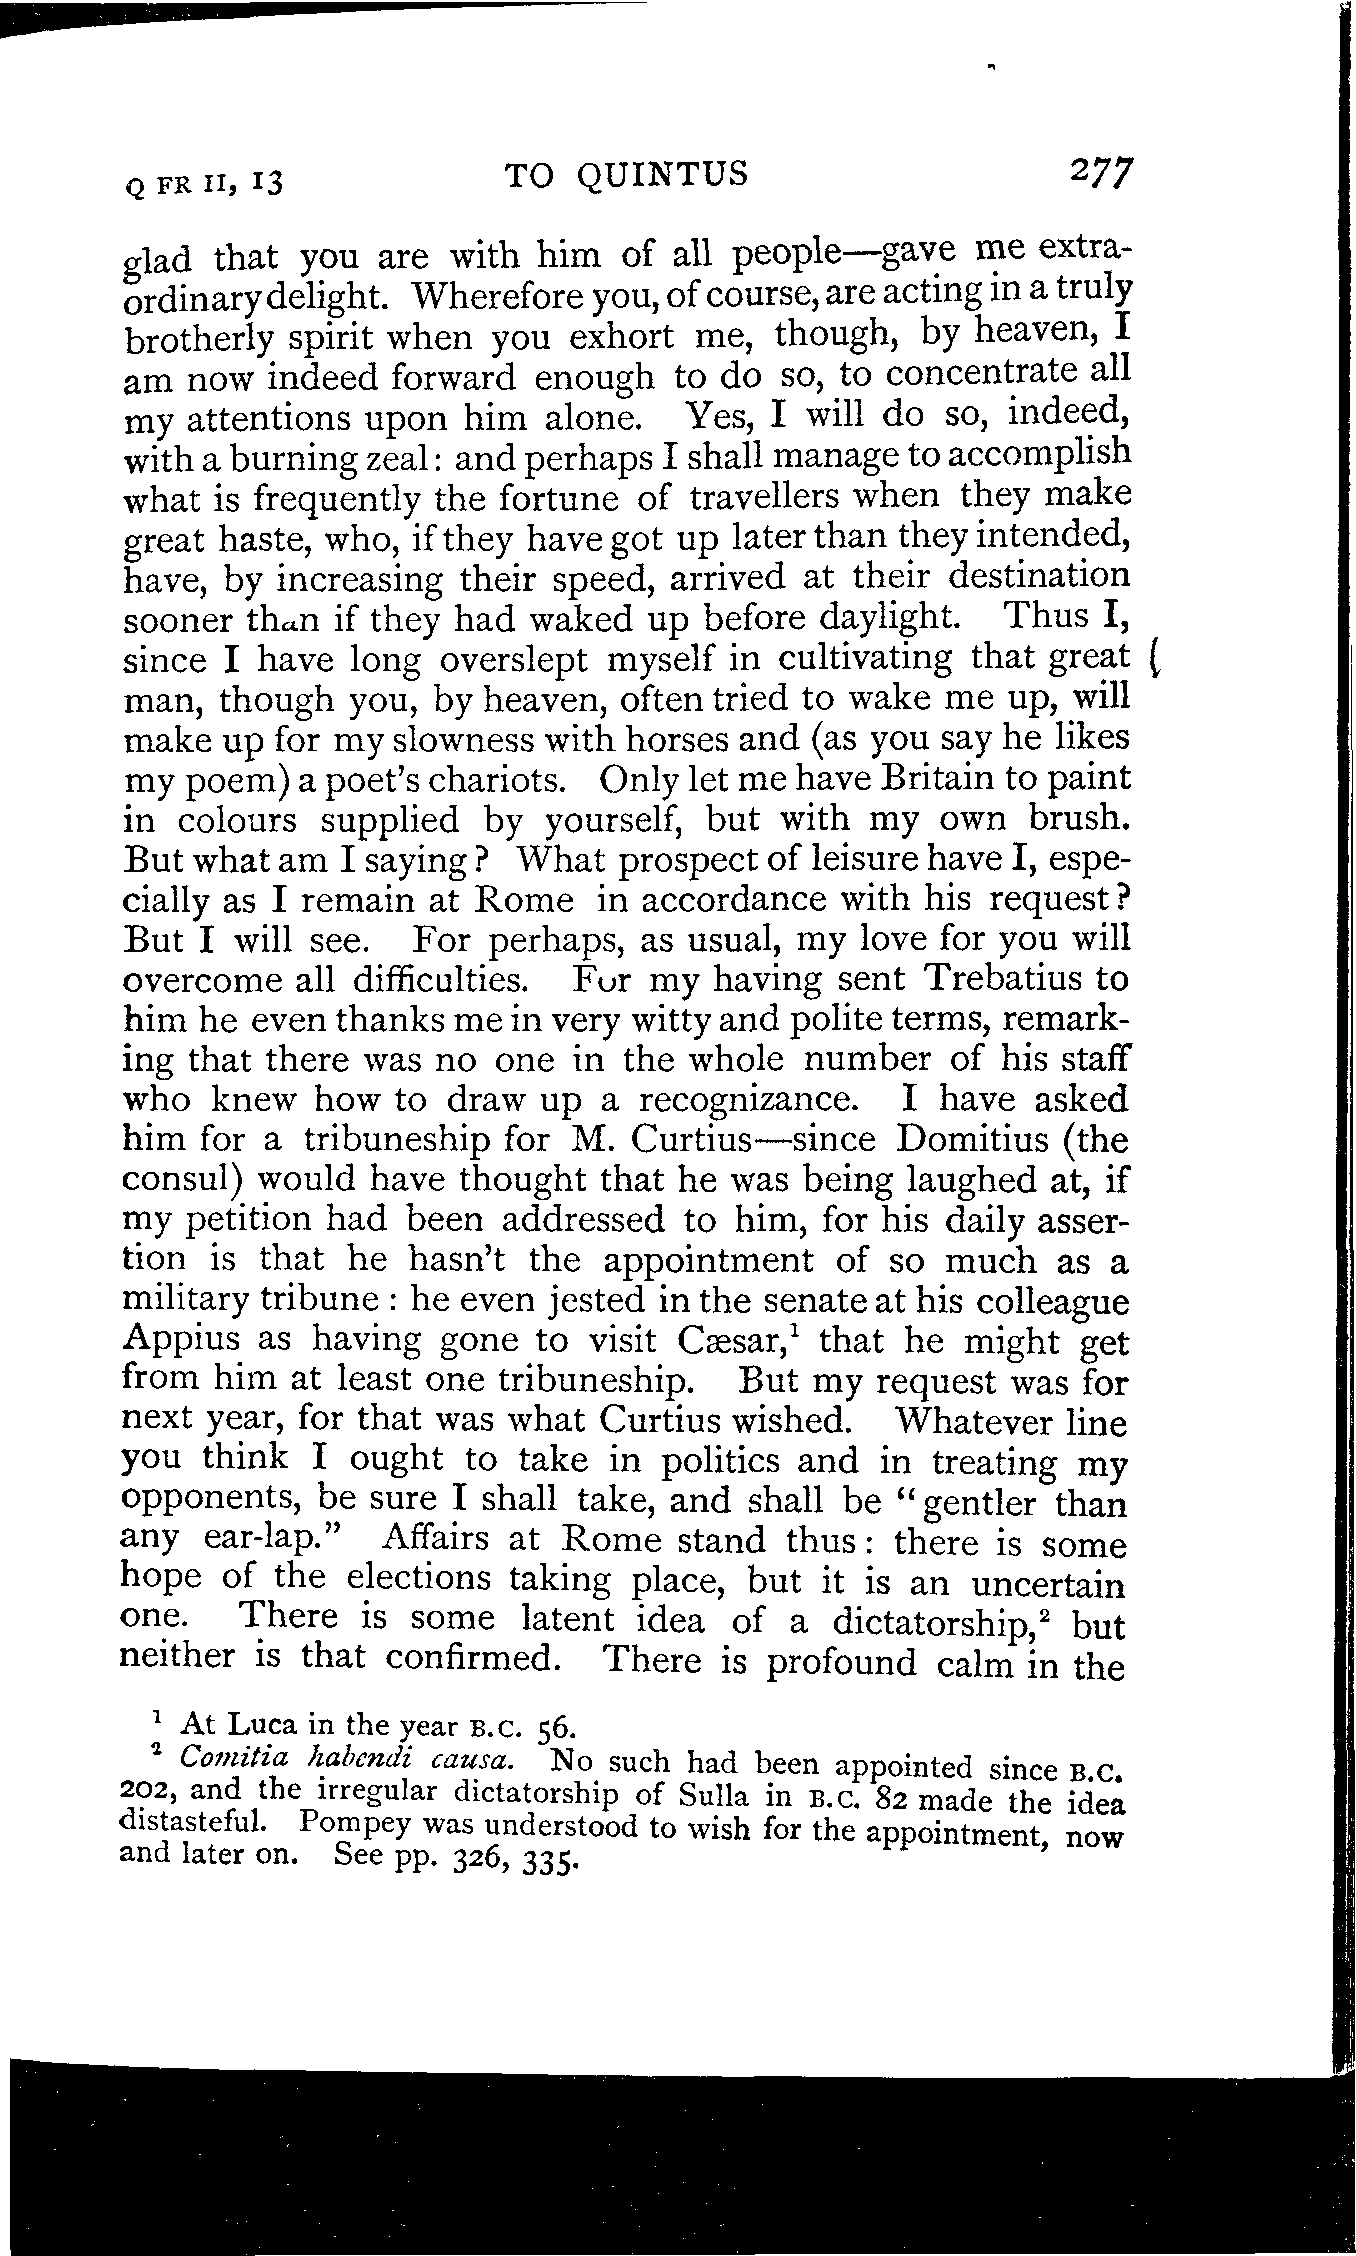 Q FR II, 13 TO QUINTUS 277
glad that you are with him of all people—gave me extra-
ordinary delight. Wherefore you, of course, are acting in a truly
brotherly spirit when you exhort me, though, by heaven, I
am now indeed forward enough to do so, to concentrate all
my attentions upon him alone. Yes, I will do so, indeed,
with a burning zeal: and perhaps I shall manage to accomplish
what is frequently the fortune of travellers when they make
great haste, who, if they have got up later than they intended,
have, by increasing their speed, arrived at their destination
sooner than if they had waked up before daylight. Thus I,
since I have long overslept myself in cultivating that great
man, though you, by heaven, often tried to wake me up, will
make up for my slowness with horses and (as you say he likes
my poem) a poet's chariots. Only let me have Britain to paint
in colours supplied by yourself, but with my own brush.
But what am I saying? What prospect of leisure have I, espe-
cially as I remain at Rome in accordance with his request?
But I will see. For perhaps, as usual, my love for you will
overcome all difficulties. For my having sent Trebatius to
him he even thanks me in very witty and polite terms, remark-
ing that there was no one in the whole number of his staff
who knew how to draw up a recognizance. I have asked
him for a tribuneship for M. Curtius—since Domitius (the
consul) would have thought that he was being laughed at, if
my petition had been addressed to him, for his daily asser-
tion is that he hasn't the appointment of so much as a
military tribune : he even jested in the senate at his colleague
Appius as having gone to visit Cæsar,¹ that he might get
from him at least one tribuneship. But my request was for
next year, for that was what Curtius wished. Whatever line
you think I ought to take in politics and in treating my
opponents, be sure I shall take, and shall be "gentler than
any ear-lap." Affairs at Rome stand thus: there is some
hope of the elections taking place, but it is an uncertain
one. There is some latent idea of a dictatorship,² but
neither is that confirmed. There is profound calm in the
¹ At Luca in the year B.C. 56.
² Comitia habendi causa. No such had been appointed since B.C.
202, and the irregular dictatorship of Sulla in B.C. 82 made the idea
distasteful. Pompey was understood to wish for the appointment, now
and later on. See pp. 326, 335.